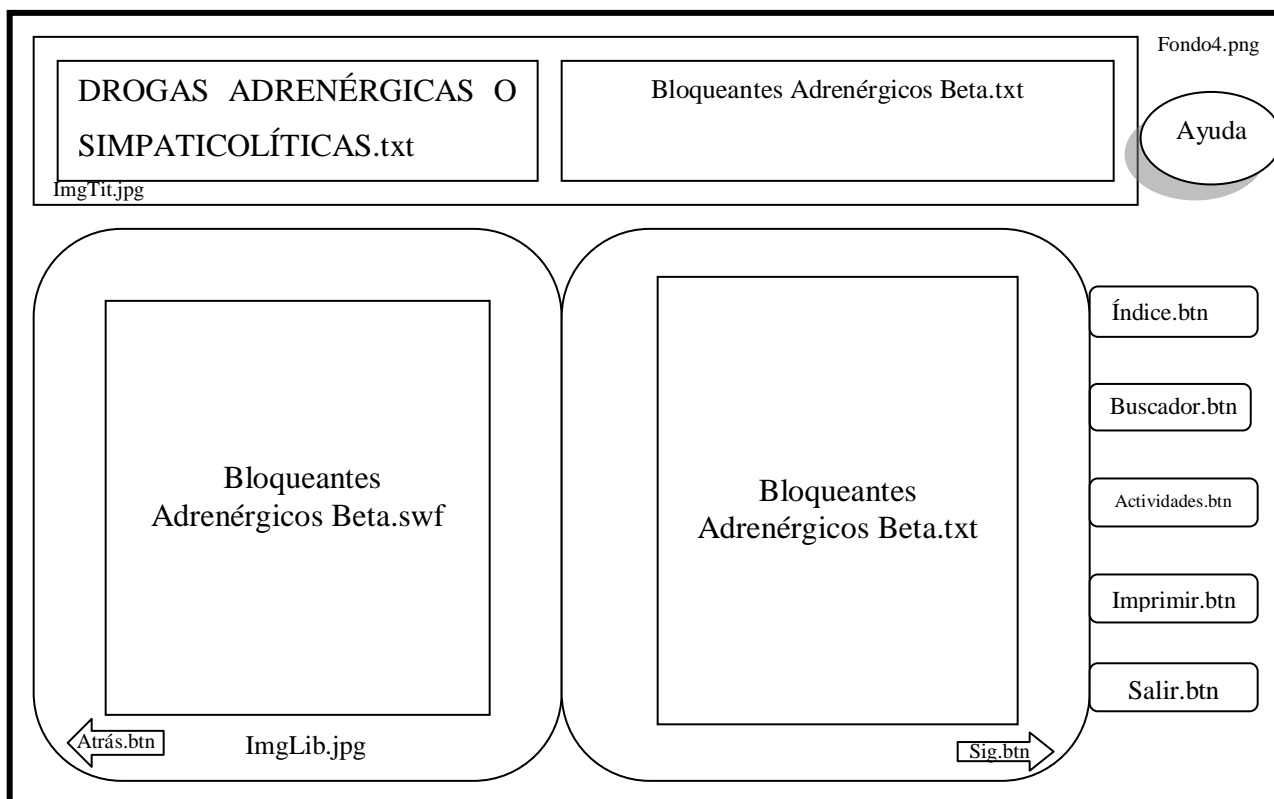 Fondo4.png
DROGAS ADRENÉRGICAS O
SIMPATICOLÍTICAS.txt
Bloqueantes Adrenérgicos Beta.txt
Ayuda
ImgTit.jpg
Bloqueantes
Adrenérgicos Beta.swf
Bloqueantes
Adrenérgicos Beta.txt
Índice.btn
Buscador.btn
Actividades.btn
Imprimir.btn
Salir.btn
Atrás.btn
ImgLib.jpg
Sig.btn